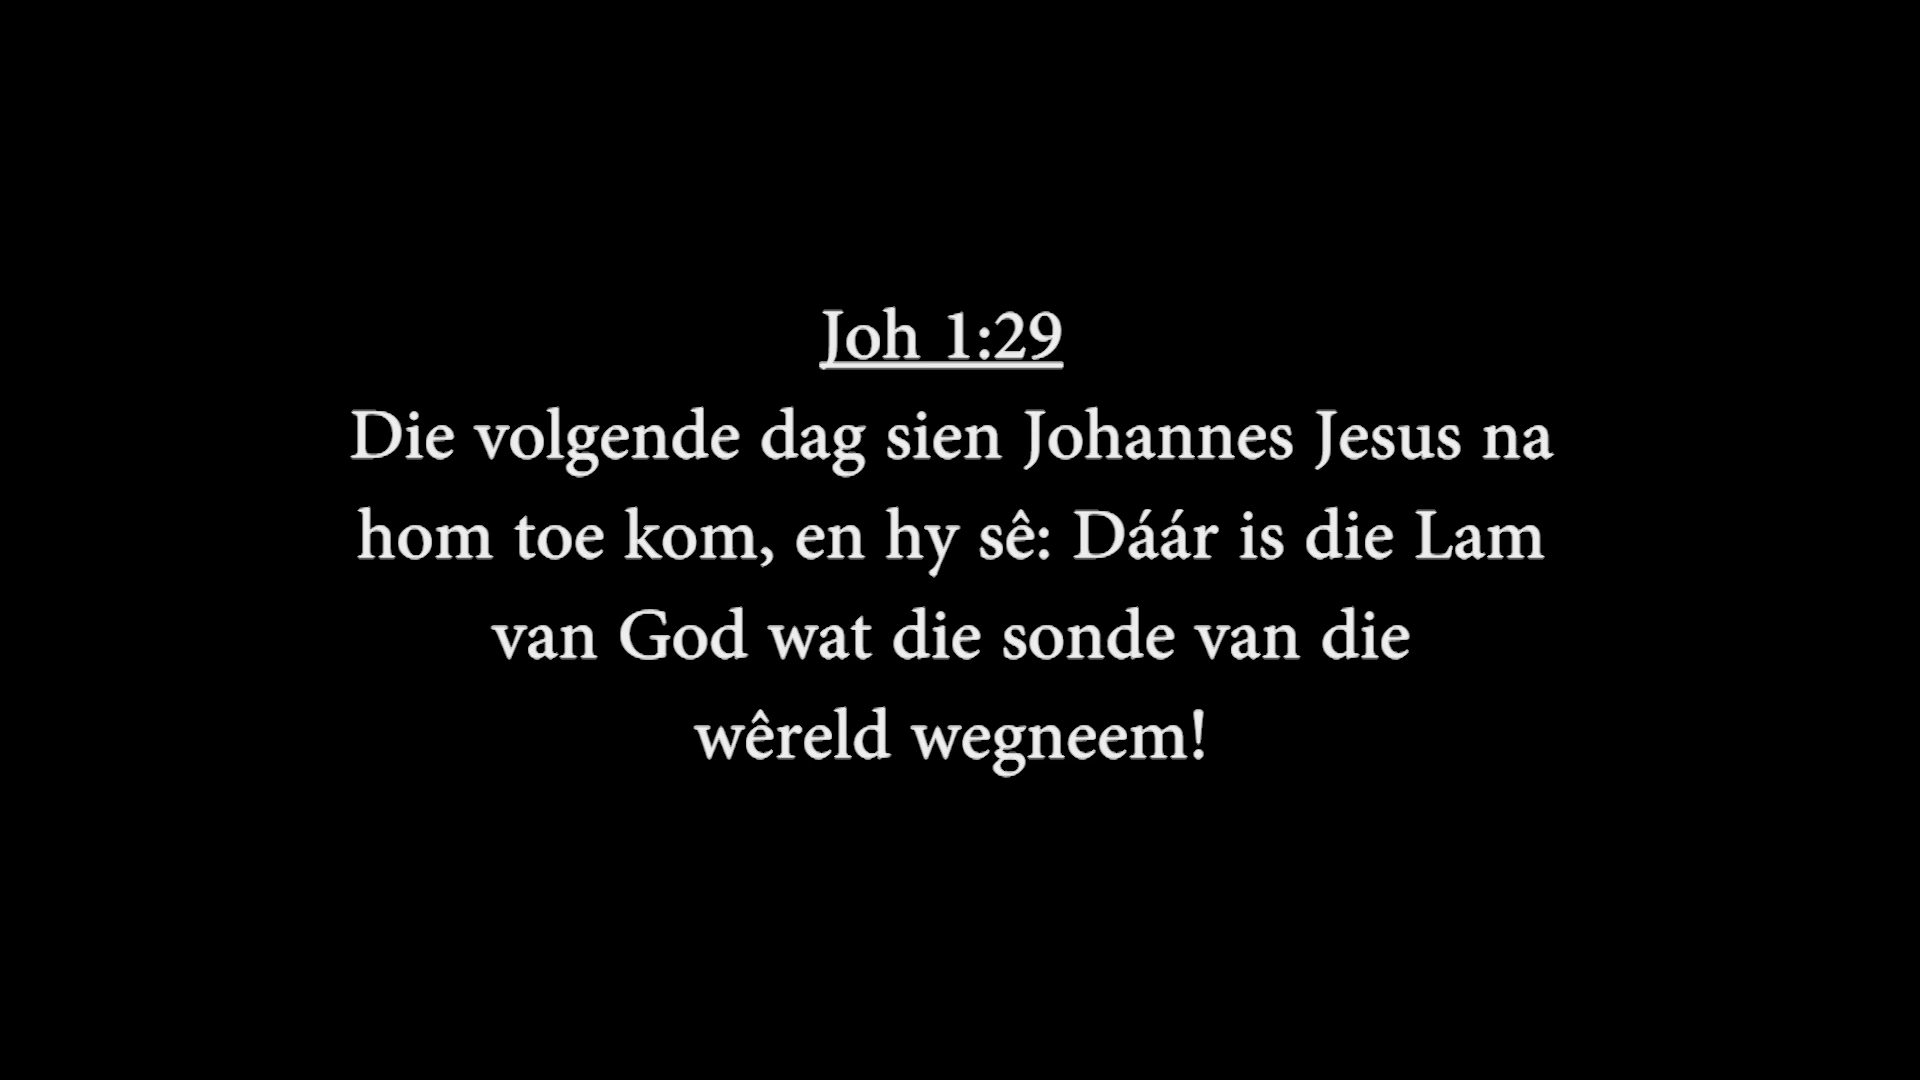 Joh 1:29
Die volgende dag sien Johannes Jesus na
hom toe kom, en hy sê: Dáár is die Lam
van God wat die sonde van die
wêreld wegneem!